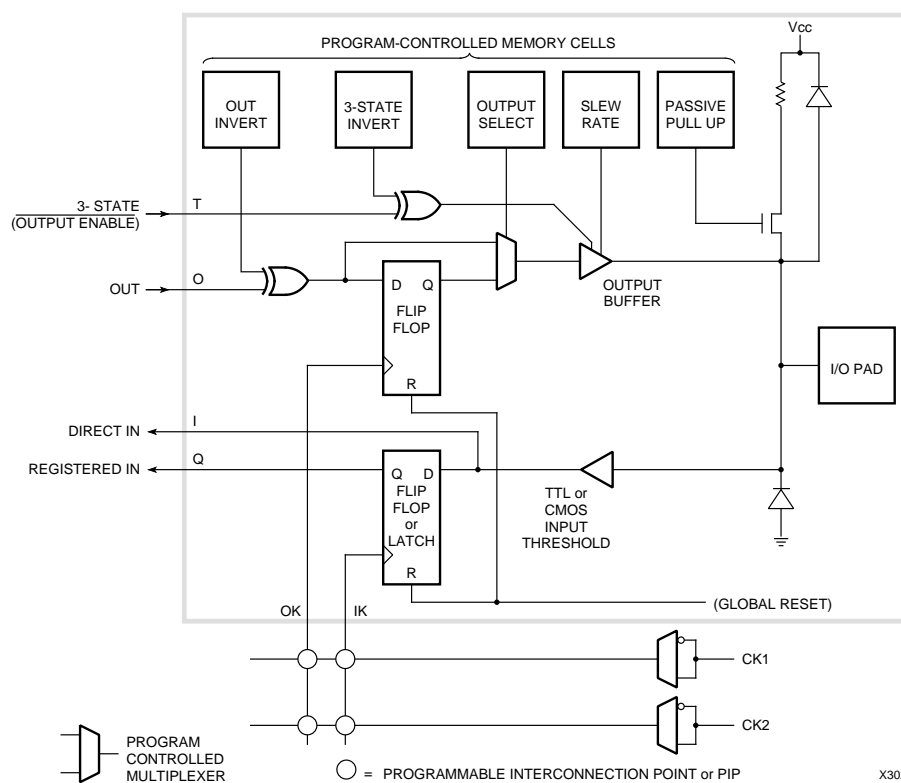 Vcc
PROGRAM-CONTROLLED MEMORY CELLS
OUT
INVERT
3-STATE
INVERT
OUTPUT
SELECT
SLEW
RATE
PASSIVE
PULL UP
3- STATE
(OUTPUT ENABLE)
T
OUT
O
D
Q
FLIP
FLOP
R
OUTPUT
BUFFER
I/O PAD
DIRECT IN
I
REGISTERED IN
Q
Q
D
FLIP
FLOP
or
LATCH
R
TTL or
CMOS
INPUT
THRESHOLD
OK
IK
(GLOBAL RESET)
CK1
CK2
PROGRAM
CONTROLLED
MULTIPLEXER
= PROGRAMMABLE INTERCONNECTION POINT or PIP